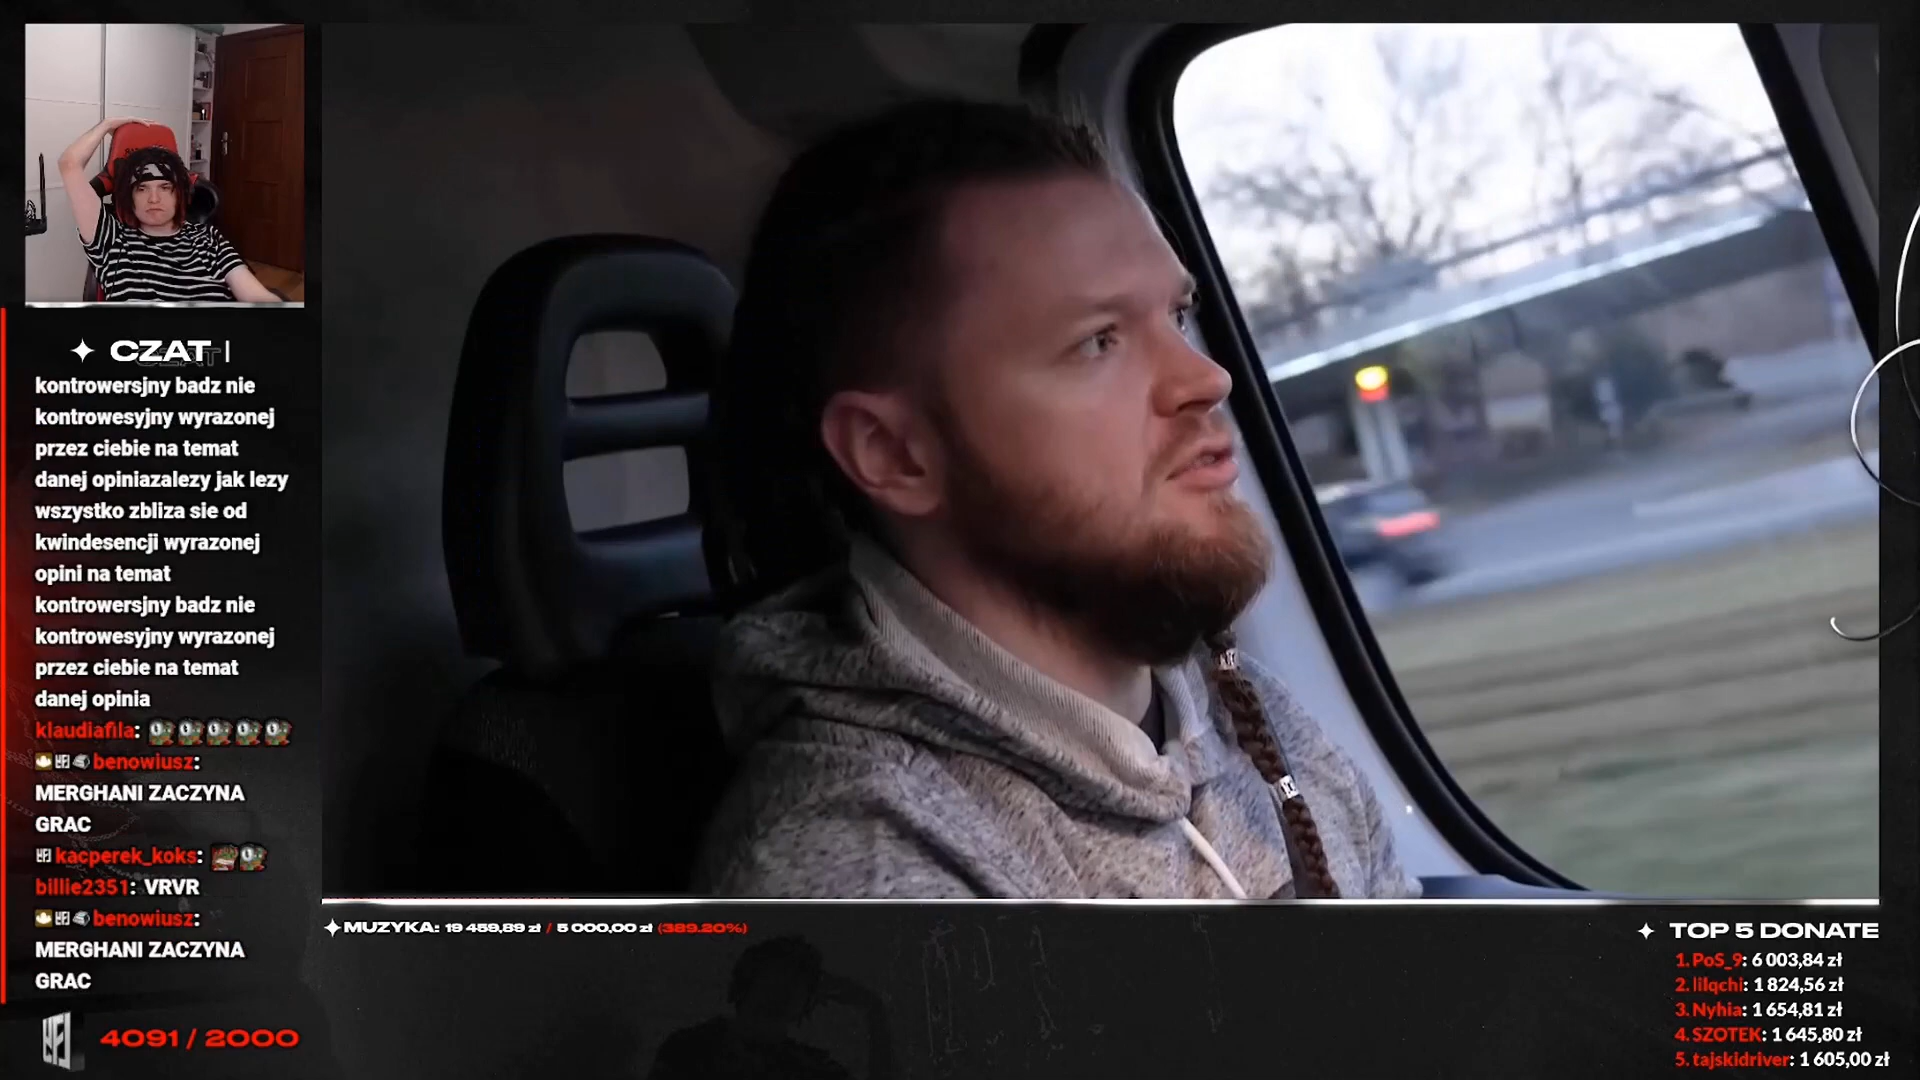 CZAT
kontrowersjny badz nie
kontrowesyjny wyrazonej
przez ciebie na temat
danej opiniazalezy jak lezy
wszystko zbliza sie od
kwindesencji wyrazonej
opini na temat
kontrowersjny badz nie
kontrowesyjny wyrazonej
przez ciebie na temat
danej opinia
klaudiafila:
benowiusz:
MERGHANI ZACZYNA
GRAC
kacperek_koks:
billie2351: VRVR
benowiusz:
MERGHANI ZACZYNA
GRAC
4091 / 2000
MUZYKA: 19 459,89 zł / 5 000,00 zł (389.20%)
TOP 5 DONATE
1. PoS_9: 6 003,84 zł
2. lilqchi: 1 824,56 zł
3. Nyhia: 1 654,81 zł
4. SZOTEK: 1 645,80 zł
5. tajskidriver: 1 605,00 zł